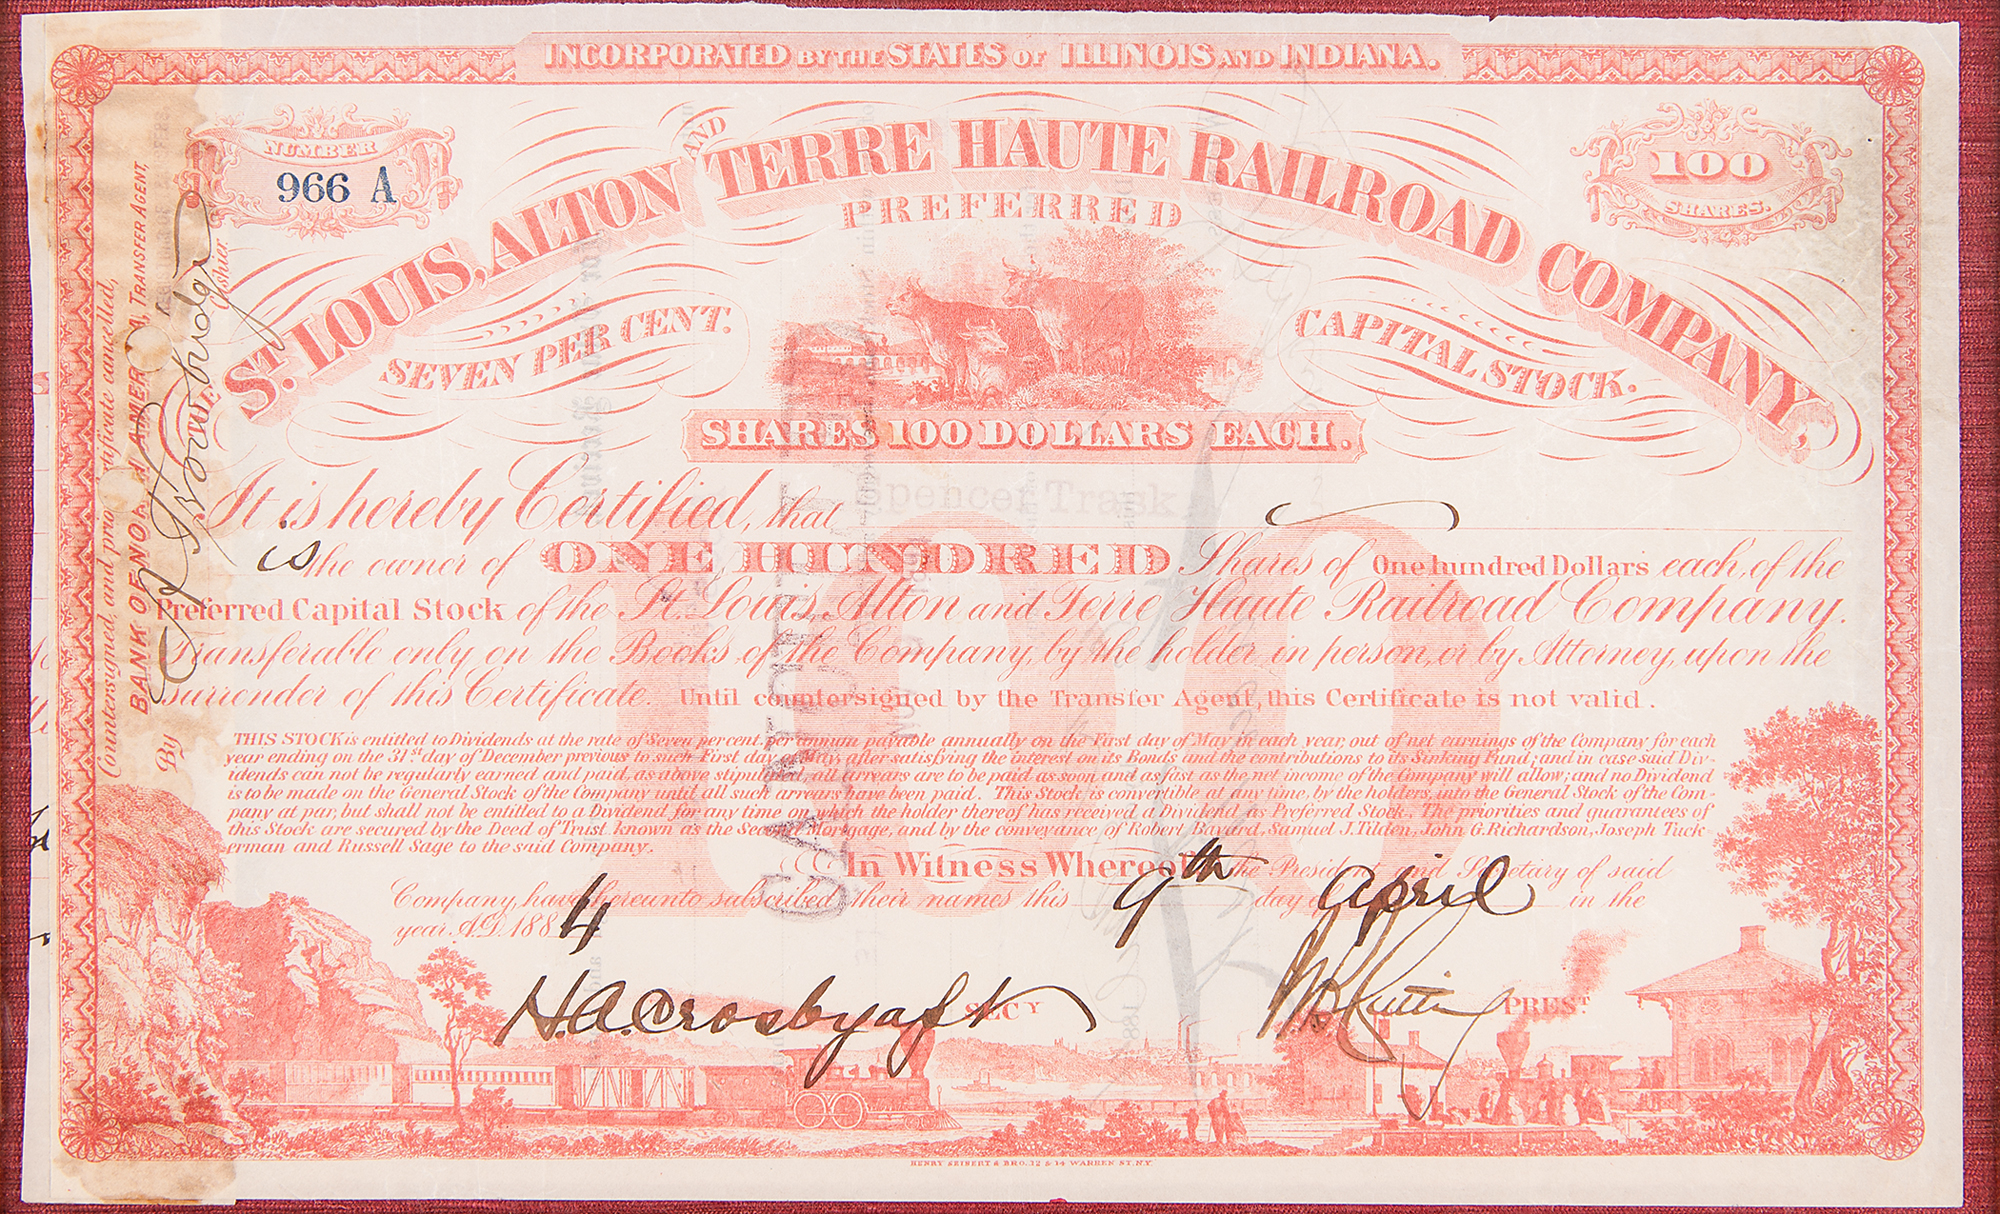 INCORPORATED BY THE STATES OF ILLINOIS AND INDIANA.
NUMBER
966 A
100
SHARES.
THE ST. LOUIS, ALTON AND TERRE HAUTE RAILROAD COMPANY,
PREFERRED
SEVEN PER CENT.
CAPITAL STOCK.
SHARES 100 DOLLARS EACH.
It is hereby Certified, that Spencer Trask
is the owner of ONE HUNDRED Shares of One hundred Dollars each, of the
Preferred Capital Stock of the St. Louis, Alton and Terre Haute Railroad Company.
Transferable only on the Books of the Company, by the holder in person, or by Attorney, upon the
surrender of this Certificate. Until countersigned by the Transfer Agent, this Certificate is not valid.
THIS STOCK is entitled to Dividends at the rate of Seven per cent. per annum payable annually on the First day of May in each year, out of net earnings of the Company for each
year ending on the 31st day of December previous to such First day of May, after satisfying the interest on its Bonds and the contributions to its Sinking Fund; and in case said Div-
idends can not be regularly earned and paid, as above stipulated, all arrears are to be paid as soon and as fast as the net income of the Company will allow; and no Dividend
is to be made on the General Stock of the Company until all such arrears have been paid. This Stock is convertible at any time, by the holders, into the General Stock of the Com-
pany at par, but shall not be entitled to a Dividend for any time on which the holder thereof has received a Dividend as Preferred Stock. The priorities and guarantees of
this Stock are secured by the Deed of Trust known as the Second Mortgage, and by the conveyance of Robert Bayard, Samuel J. Tilden, John G. Richardson, Joseph Tuck-
erman and Russell Sage to the said Company.
In Witness Whereof, the President and Secretary of said
Company, have hereunto subscribed their names this 9th day of April in the
year A.D. 1884
H.A. Crosby asst SECY
PREST.
HENRY SEIBERT & BRO. 12 & 14 WARREN ST. N.Y.
Countersigned, and prior certificate cancelled,
BANK OF NORTH AMERICA, TRANSFER AGENT,
By Cashier.
100